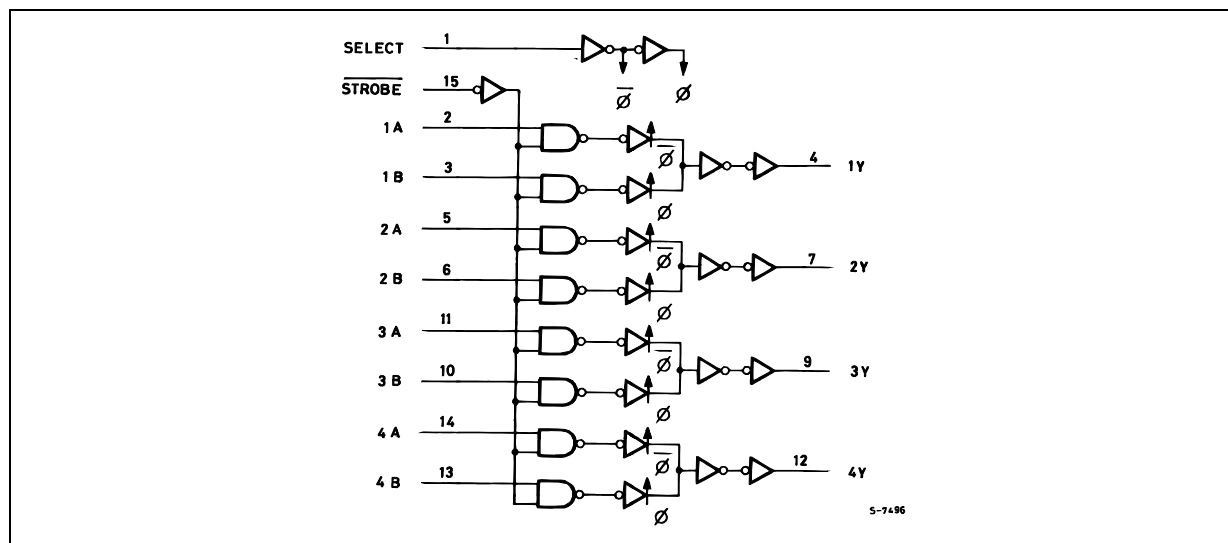 SELECT 1
STROBE 15
φ̅ φ
1A 2
φ̅ 4 1Y
1B 3
φ
2A 5
φ̅ 7 2Y
2B 6
φ
3A 11
φ̅ 9 3Y
3B 10
φ
4A 14
φ̅ 12 4Y
4B 13
φ
S-7496